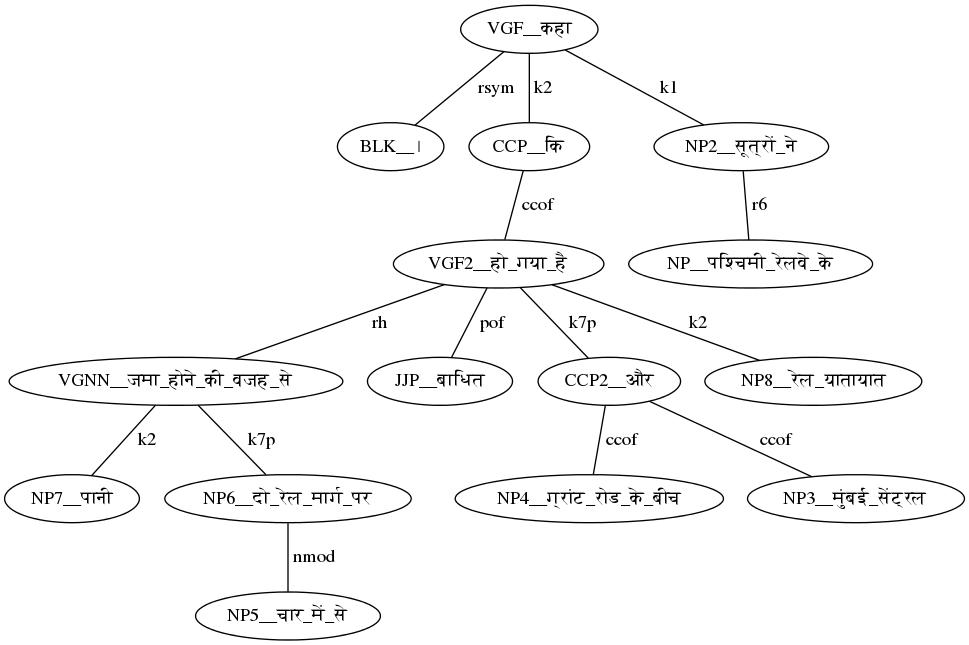 VGF__कहा
rsym k2 k1
BLK__। CCP__कि NP2__सूत्रों_ने
ccof r6
VGF2__हो_गया_है NP__पश्चिमी_रेलवे_के
rh pof k7p k2
VGNN__जमा_होने_की_वजह_से JJP__बाधित CCP2__और NP8__रेल_यातायात
k2 k7p ccof ccof
NP7__पानी NP6__दो_रेल_मार्ग_पर NP4__ग्रांट_रोड_के_बीच NP3__मुंबई_सेंट्रल
nmod
NP5__चार_में_से